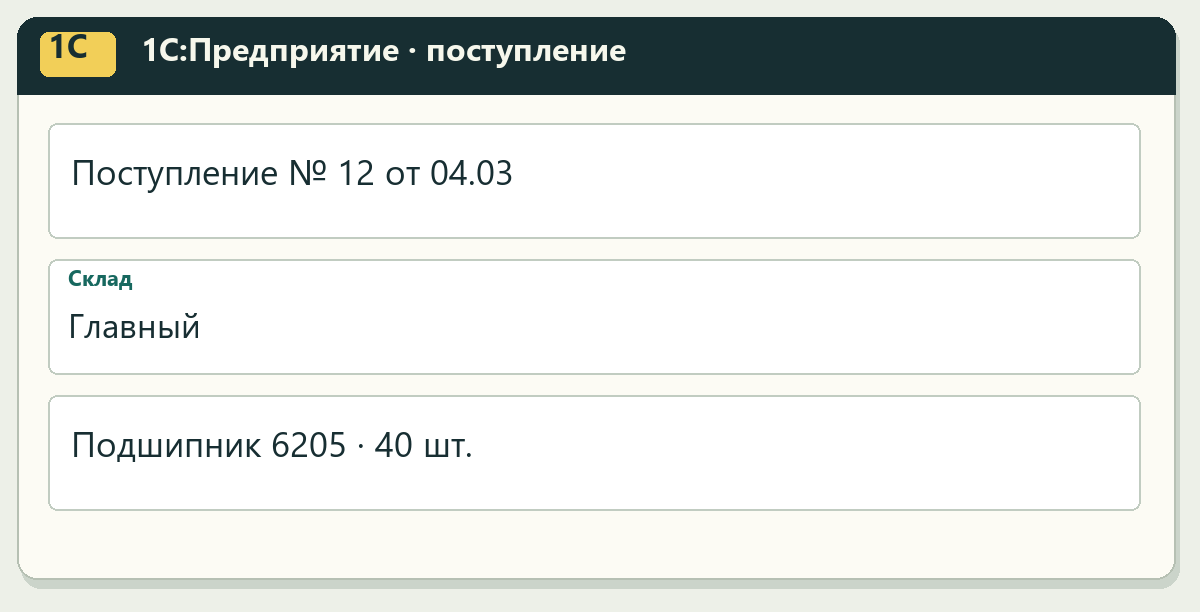 1С
1С:Предприятие · поступление
Поступление № 12 от 04.03
Склад
Главный
Подшипник 6205 · 40 шт.